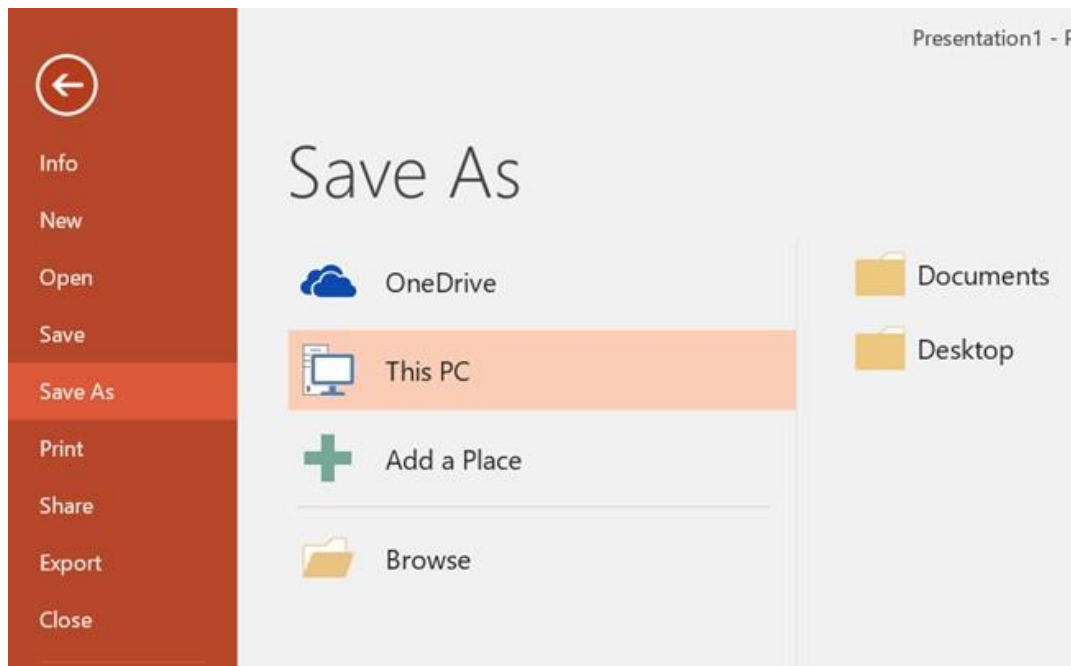 Presentation1 - P
Info
New
Open
Save
Save As
Print
Share
Export
Close
Save As
OneDrive
This PC
Add a Place
Browse
Documents
Desktop